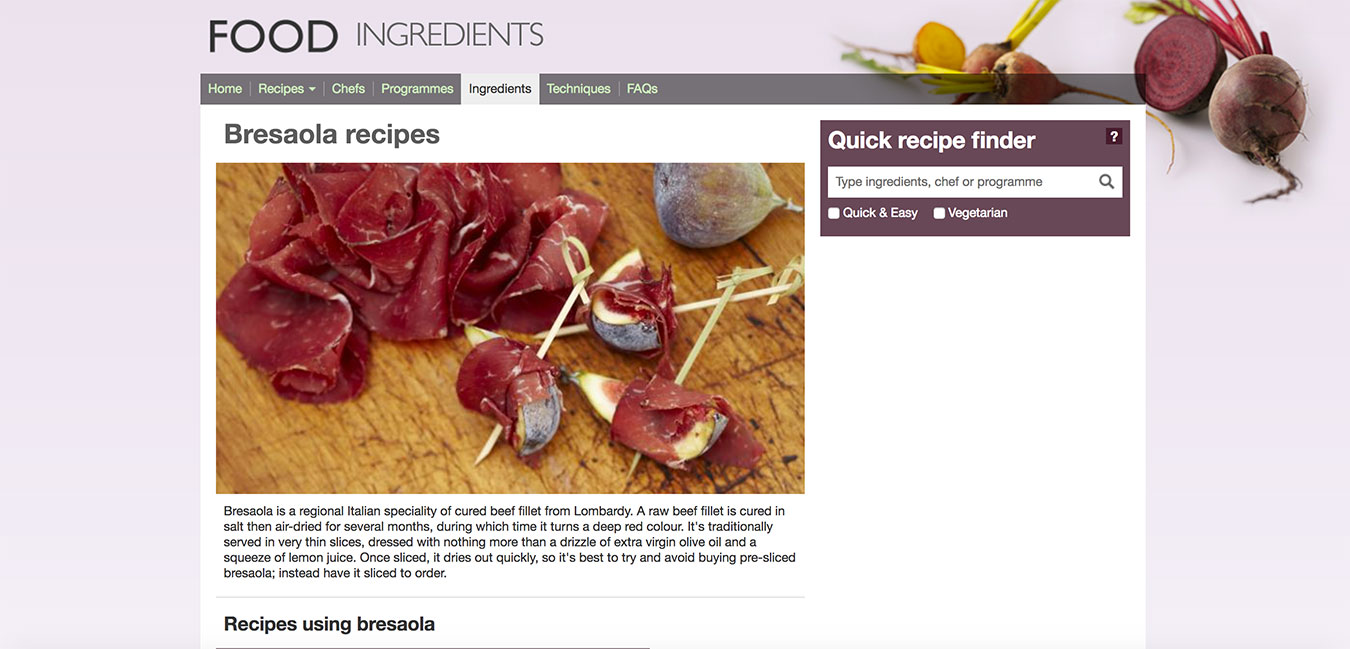 FOOD INGREDIENTS
Home Recipes Chefs Programmes Ingredients Techniques FAQs
Bresaola recipes
Quick recipe finder ?
Type ingredients, chef or programme
Quick & Easy Vegetarian
Bresaola is a regional Italian speciality of cured beef fillet from Lombardy. A raw beef fillet is cured in
salt then air-dried for several months, during which time it turns a deep red colour. It's traditionally
served in very thin slices, dressed with nothing more than a drizzle of extra virgin olive oil and a
squeeze of lemon juice. Once sliced, it dries out quickly, so it's best to try and avoid buying pre-sliced
bresaola; instead have it sliced to order.
Recipes using bresaola